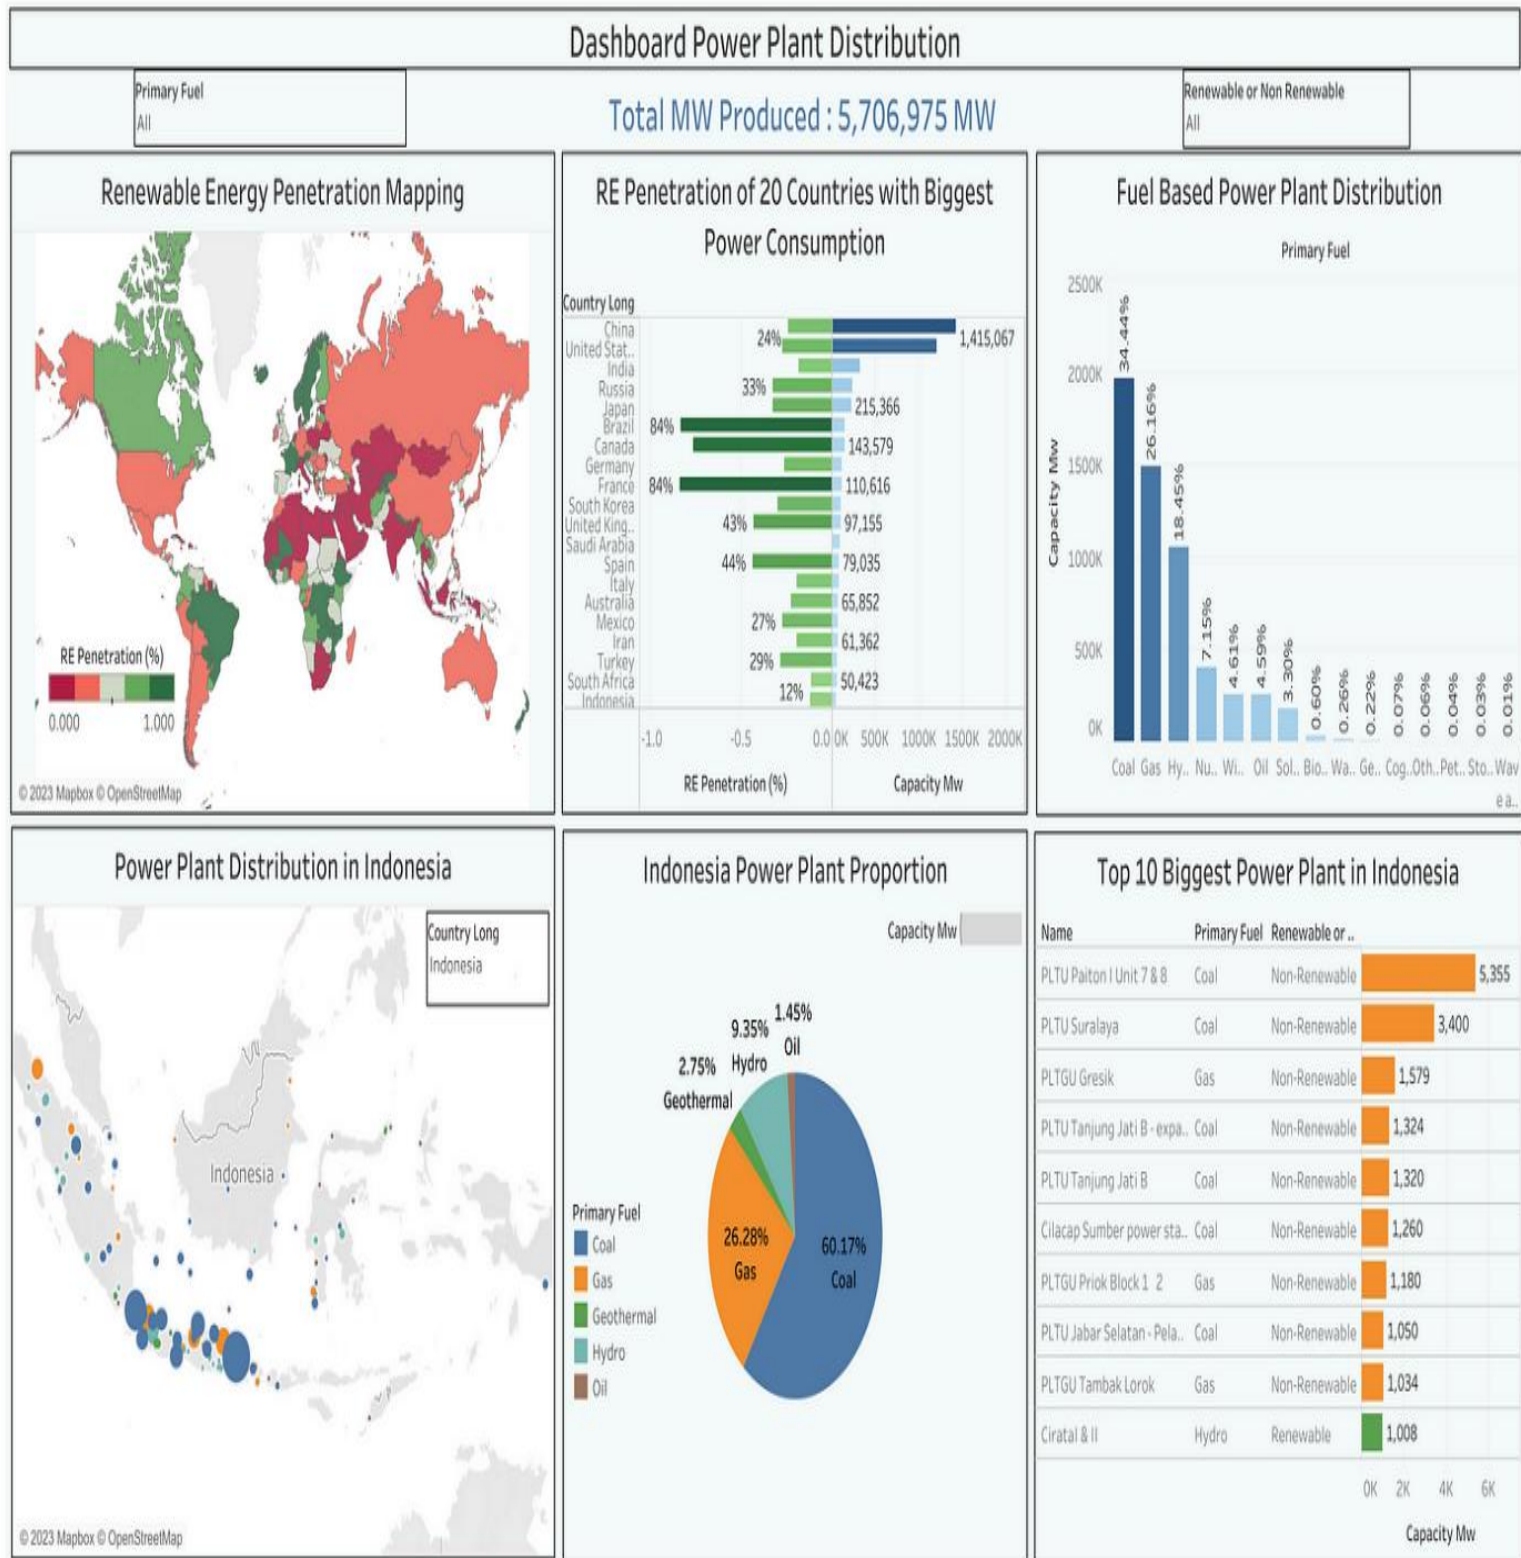 Dashboard Power Plant Distribution
Primary Fuel
All
Total MW Produced : 5,706,975 MW
Renewable or Non Renewable
All
Renewable Energy Penetration Mapping
RE Penetration (%)
0.000 1.000
© 2023 Mapbox © OpenStreetMap
RE Penetration of 20 Countries with Biggest
Power Consumption
Country Long
China
24% 1,415,067
United Stat..
India
Russia
33%
Japan
215,366
Brazil
84%
Canada
143,579
Germany
France
84% 110,616
South Korea
United King..
43% 97,155
Saudi Arabia
Spain
44% 79,035
Italy
Australia
65,852
Mexico
27%
Iran
61,362
Turkey
29%
South Africa
50,423
12%
Indonesia
-1.0 -0.5 0.0 0K 500K 1000K 1500K 2000K
RE Penetration (%) Capacity Mw
Fuel Based Power Plant Distribution
Primary Fuel
2500K
2000K
1500K
1000K
500K
0K
Capacity Mw
34.44%
26.16%
18.45%
7.15%
4.61%
4.59%
3.30%
0.60%
0.26%
0.22%
0.07%
0.06%
0.04%
0.03%
0.01%
Coal Gas Hy.. Nu.. Wi.. Oil Sol.. Bio.. Wa.. Ge.. Cog.. Oth.. Pet.. Sto.. Wav
e a..
Power Plant Distribution in Indonesia
Country Long
Indonesia
Indonesia
© 2023 Mapbox © OpenStreetMap
Indonesia Power Plant Proportion
Capacity Mw
1.45%
Oil
9.35%
Hydro
2.75%
Geothermal
26.28%
Gas
60.17%
Coal
Primary Fuel
Coal
Gas
Geothermal
Hydro
Oil
Top 10 Biggest Power Plant in Indonesia
Name Primary Fuel Renewable or ..
PLTU Paiton I Unit 7 & 8 Coal Non-Renewable 5,355
PLTU Suralaya Coal Non-Renewable 3,400
PLTGU Gresik Gas Non-Renewable 1,579
PLTU Tanjung Jati B - expa.. Coal Non-Renewable 1,324
PLTU Tanjung Jati B Coal Non-Renewable 1,320
Cilacap Sumber power sta.. Coal Non-Renewable 1,260
PLTGU Priok Block 1 2 Gas Non-Renewable 1,180
PLTU Jabar Selatan - Pela.. Coal Non-Renewable 1,050
PLTGU Tambak Lorok Gas Non-Renewable 1,034
CirataI & II Hydro Renewable 1,008
0K 2K 4K 6K
Capacity Mw